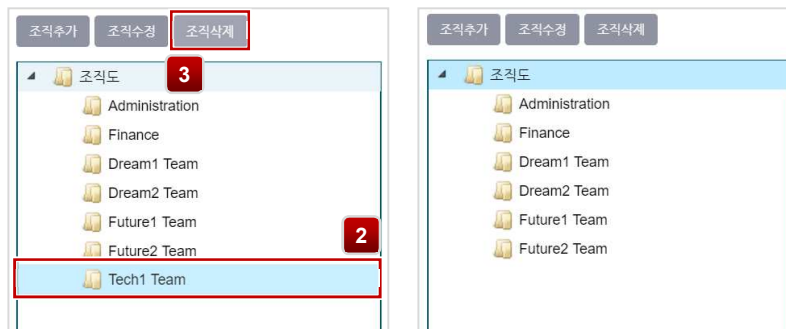 조직추가 조직수정 조직삭제
3
조직도
Administration
Finance
Dream1 Team
Dream2 Team
Future1 Team
2
Future2 Team
Tech1 Team
조직추가 조직수정 조직삭제
조직도
Administration
Finance
Dream1 Team
Dream2 Team
Future1 Team
Future2 Team